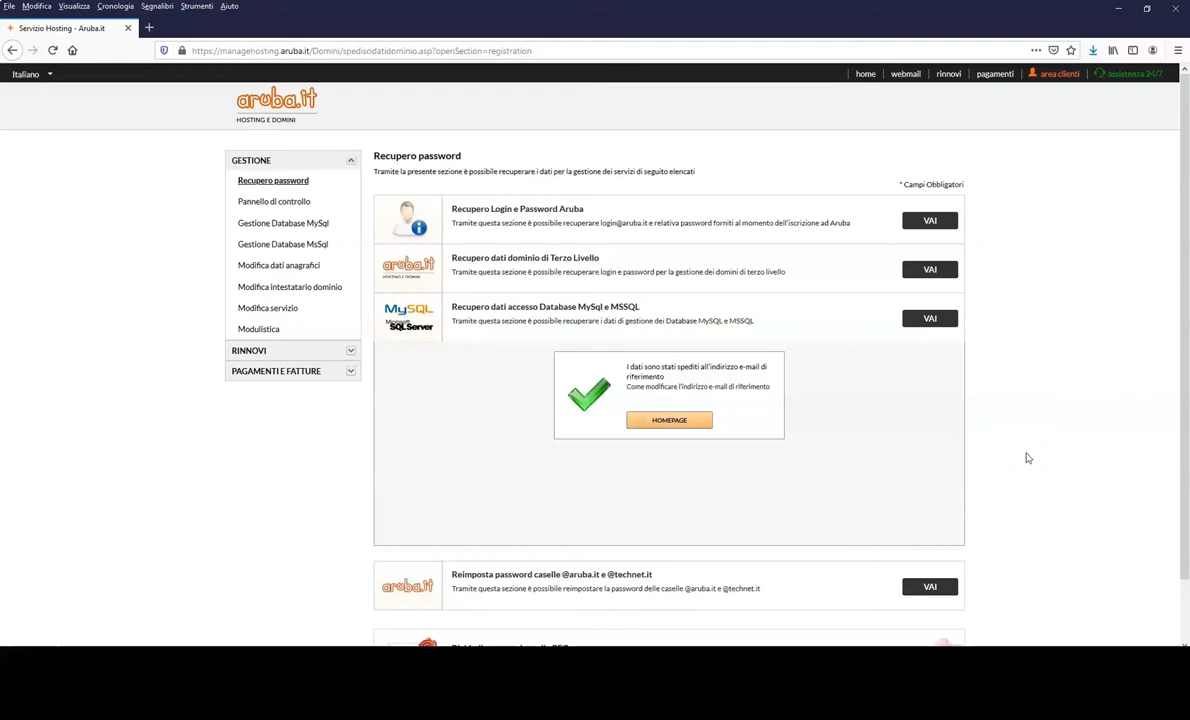 File Modifica Visualizza Cronologia Segnalibri Strumenti Aiuto
Servizio Hosting - Aruba.it
https://managehosting.aruba.it/Domini/spediscidatidominio.asp?openSection=registration
Italiano
home webmail rinnovi pagamenti area clienti assistenza 24/7
aruba.it
HOSTING E DOMINI
GESTIONE
Recupero password
Pannello di controllo
Gestione Database MySql
Gestione Database MsSql
Modifica dati anagrafici
Modifica intestatario dominio
Modifica servizio
Modulistica
RINNOVI
PAGAMENTI E FATTURE
Recupero password
Tramite la presente sezione è possibile recuperare i dati per la gestione dei servizi di seguito elencati
* Campi Obbligatori
Recupero Login e Password Aruba
Tramite questa sezione è possibile recuperare login@aruba.it e relativa password forniti al momento dell'iscrizione ad Aruba
VAI
aruba.it
HOSTING E DOMINI
Recupero dati dominio di Terzo Livello
Tramite questa sezione è possibile recuperare login e password per la gestione dei domini di terzo livello
VAI
MySQL
Microsoft
SQL Server
Recupero dati accesso Database MySql e MSSQL
Tramite questa sezione è possibile recuperare i dati di gestione dei Database MySQL e MSSQL
VAI
I dati sono stati spediti all'indirizzo e-mail di
riferimento
Come modificare l'indirizzo e-mail di riferimento
HOMEPAGE
aruba.it
Reimposta password caselle @aruba.it e @technet.it
Tramite questa sezione è possibile reimpostare la password delle caselle @aruba.it e @technet.it
VAI